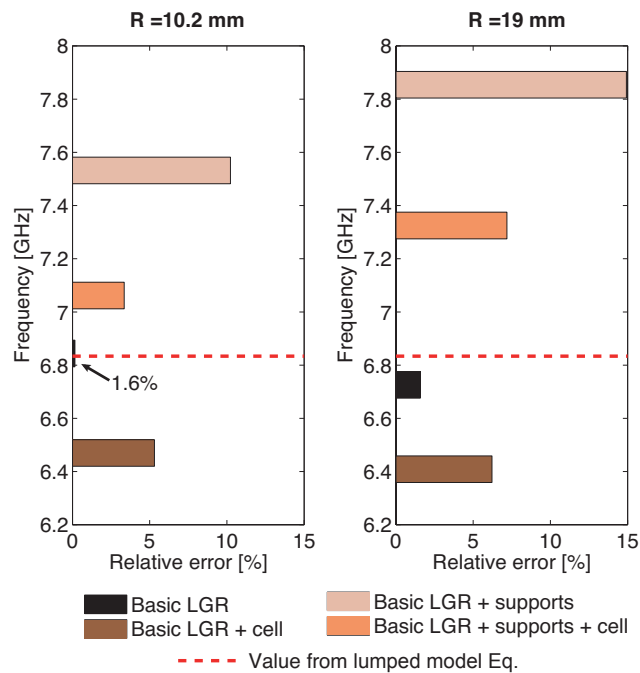 R =10.2 mm
R =19 mm
8
7.8
7.6
7.4
7.2
7
6.8
6.6
6.4
6.2
Frequency [GHz]
1.6%
0 5 10 15
Relative error [%]
8
7.8
7.6
7.4
7.2
7
6.8
6.6
6.4
6.2
Frequency [GHz]
0 5 10 15
Relative error [%]
Basic LGR
Basic LGR + supports
Basic LGR + cell
Basic LGR + supports + cell
Value from lumped model Eq.